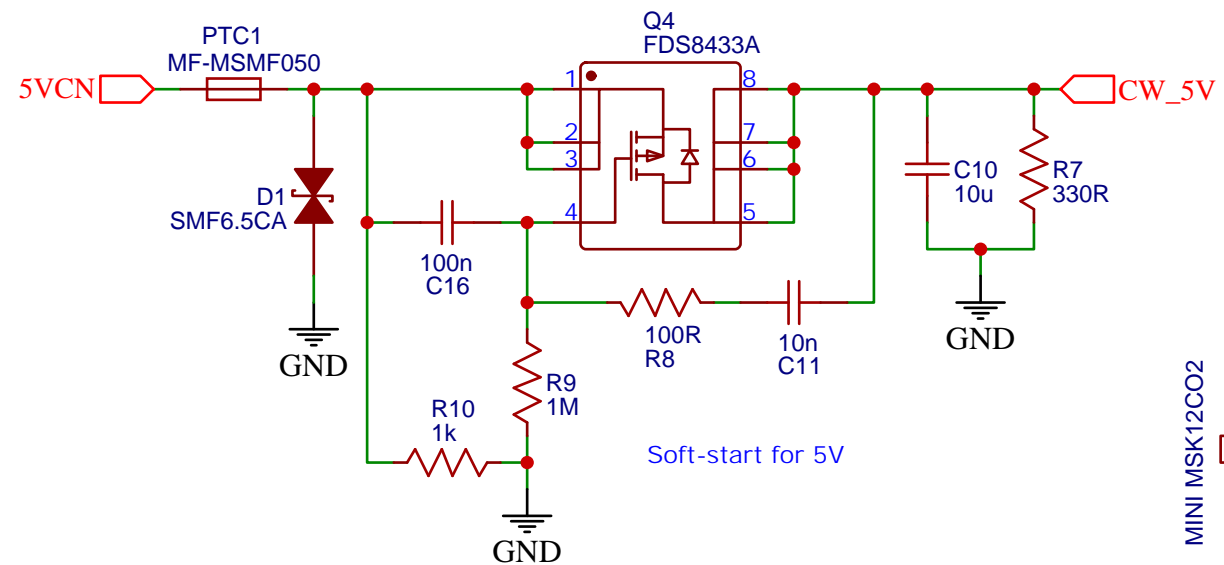 Q4
FDS8433A
PTC1
MF-MSMF050
5VCN
1
2
3
4
8
7
6
5
CW_5V
D1
SMF6.5CA
100n
C16
C10
10u
R7
330R
GND
100R
R8
10n
C11
GND
R9
1M
R10
1k
Soft-start for 5V
GND
MINI MSK12CO2